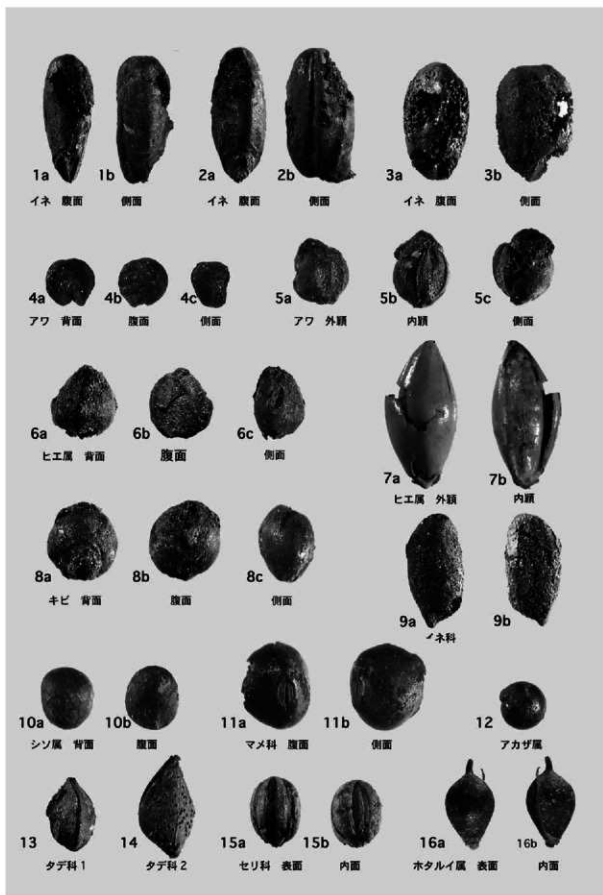 1a 1b 2a 2b 3a 3b
イネ 腹面 側面 イネ 腹面 側面 イネ 腹面 側面
4a 4b 4c 5a 5b 5c
アワ 背面 腹面 側面 アワ 外頴 内頴 側面
6a 6b 6c 7a 7b
ヒエ属 背面 腹面 側面 ヒエ属 外頴 内頴
8a 8b 8c 9a 9b
キビ 背面 腹面 側面 イネ科
10a 10b 11a 11b 12
シソ属 背面 腹面 マメ科 腹面 側面 アカザ属
13 14 15a 15b 16a 16b
タデ科1 タデ科2 セリ科 表面 内面 ホタルイ属 表面 内面